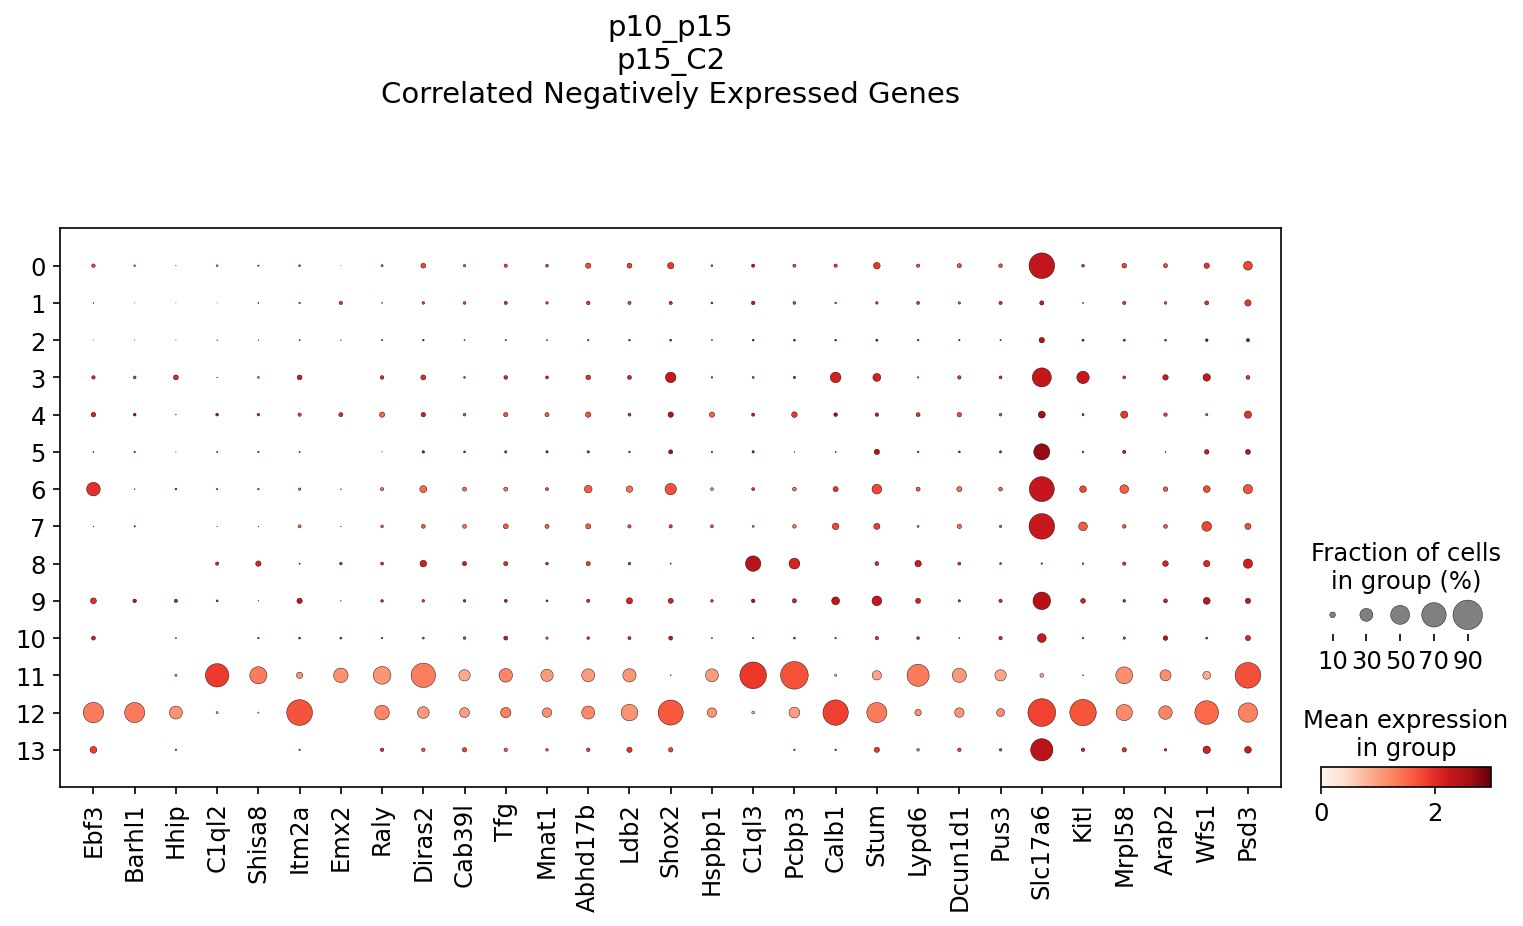 p10_p15
p15_C2
Correlated Negatively Expressed Genes
0
1
2
3
4
5
6
7
8
9
10
11
12
13
Ebf3
Barhl1
Hhip
C1ql2
Shisa8
Itm2a
Emx2
Raly
Diras2
Cab39l
Tfg
Mnat1
Abhd17b
Ldb2
Shox2
Hspbp1
C1ql3
Pcbp3
Calb1
Stum
Lypd6
Dcun1d1
Pus3
Slc17a6
Kitl
Mrpl58
Arap2
Wfs1
Psd3
Fraction of cells
in group (%)
10 30 50 70 90
Mean expression
in group
0 2